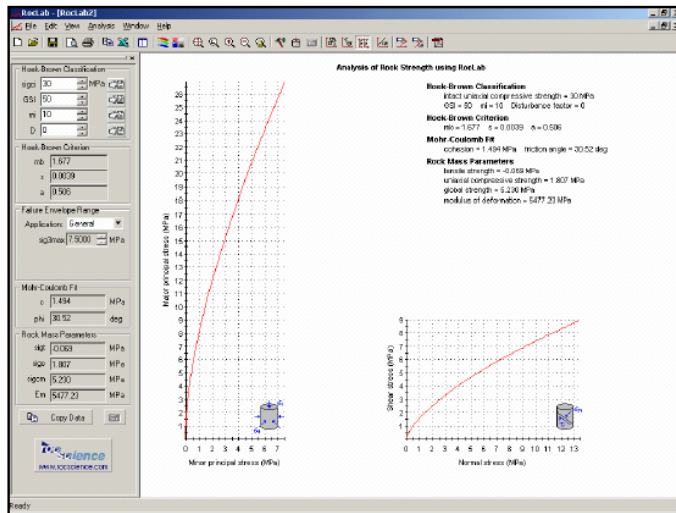 RocLab - [RocLab2]
File Edit View Analysis Window Help
Hoek-Brown Classification
sigci 30 MPa
GSI 50
mi 10
D 0
Hoek-Brown Criterion
mb 1.677
s 0.0039
a 0.506
Failure Envelope Range
Application: General
sig3max 7.5000 MPa
Mohr-Coulomb Fit
c 1.494 MPa
phi 30.52 deg
Rock Mass Parameters
sigt -0.069 MPa
sigc 1.807 MPa
sigcm 5.230 MPa
Em 5477.23 MPa
Copy Data
rocscience
www.rocscience.com
Analysis of Rock Strength using RocLab
Hoek-Brown Classification
intact uniaxial compressive strength = 30 MPa
GSI = 50 mi = 10 Disturbance factor = 0
Hoek-Brown Criterion
mb = 1.677 s = 0.0039 a = 0.506
Mohr-Coulomb Fit
cohesion = 1.494 MPa friction angle = 30.52 deg
Rock Mass Parameters
tensile strength = -0.069 MPa
uniaxial compressive strength = 1.807 MPa
global strength = 5.230 MPa
modulus of deformation = 5477.23 MPa
Major principal stress (MPa)
26
25
24
23
22
21
20
19
18
17
16
15
14
13
12
11
10
9
8
7
6
5
4
3
2
1
0 1 2 3 4 5 6 7
Minor principal stress (MPa)
Shear stress (MPa)
9
8
7
6
5
4
3
2
1
0 1 2 3 4 5 6 7 8 9 10 11 12 13
Normal stress (MPa)
Ready